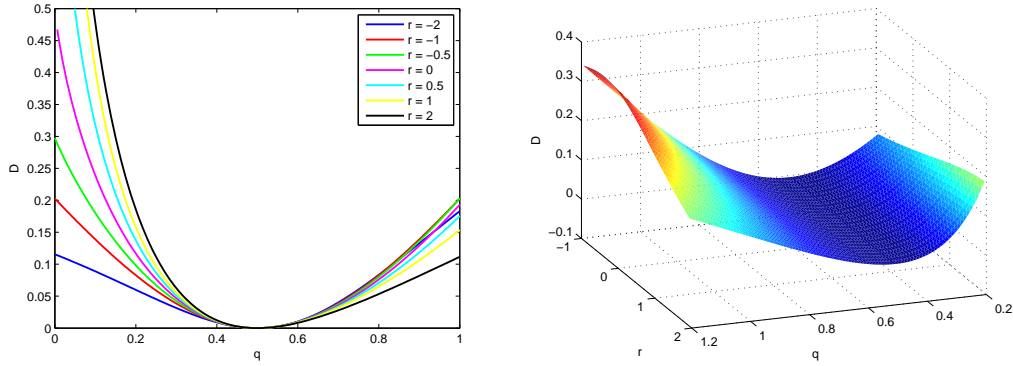 0.5
0.45
0.4
0.35
0.3
0.25
0.2
0.15
0.1
0.05
0
D
0 0.2 0.4 0.6 0.8 1
q
r = −2
r = −1
r = −0.5
r = 0
r = 0.5
r = 1
r = 2
0.4
0.3
0.2
0.1
0
−0.1
D
−1
0
1
2
r
1.2 1 0.8 0.6 0.4 0.2
q